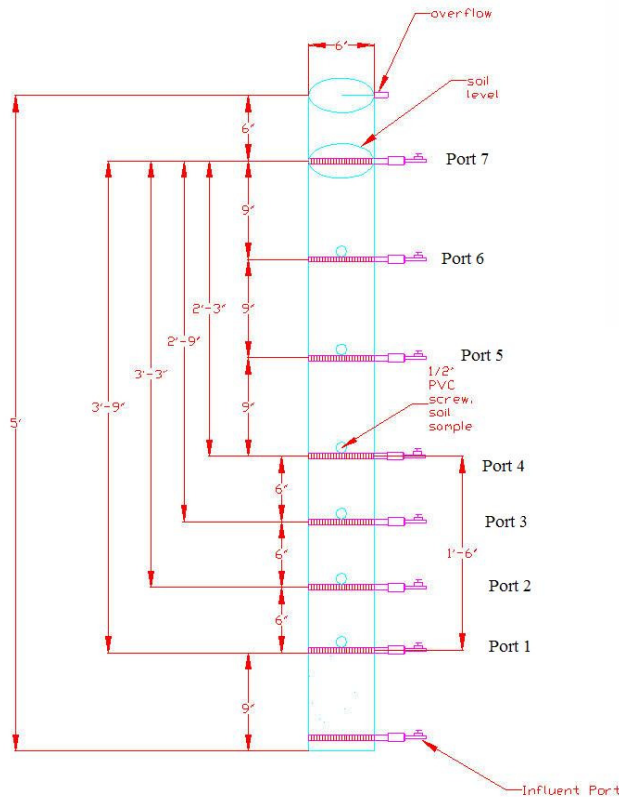 overflow
6"
soil
level
6"
Port 7
9"
Port 6
9"
2'-3"
2'-9"
Port 5
1/2"
PVC
screw,
soil
sample
3'-3"
3'-9"
9"
5'
Port 4
6"
Port 3
1'-6"
6"
Port 2
6"
Port 1
9"
Influent Port